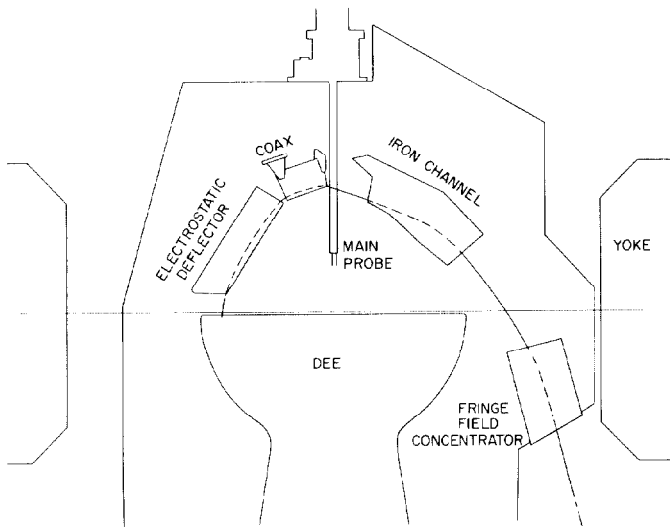 COAX
IRON CHANNEL
ELECTROSTATIC
DEFLECTOR
MAIN
PROBE
YOKE
DEE
FRINGE
FIELD
CONCENTRATOR